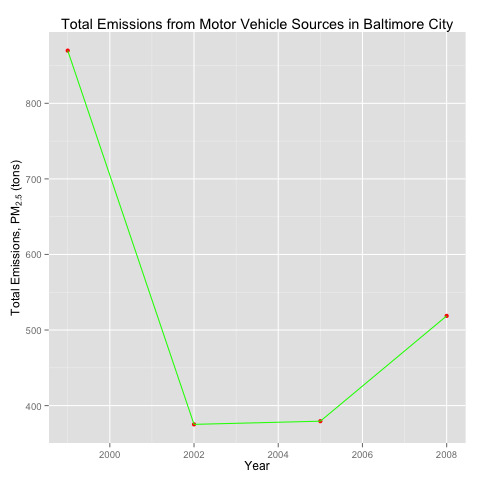 Total Emissions from Motor Vehicle Sources in Baltimore City
Total Emissions, PM2.5 (tons)
800
700
600
500
400
2000 2002 2004 2006 2008
Year